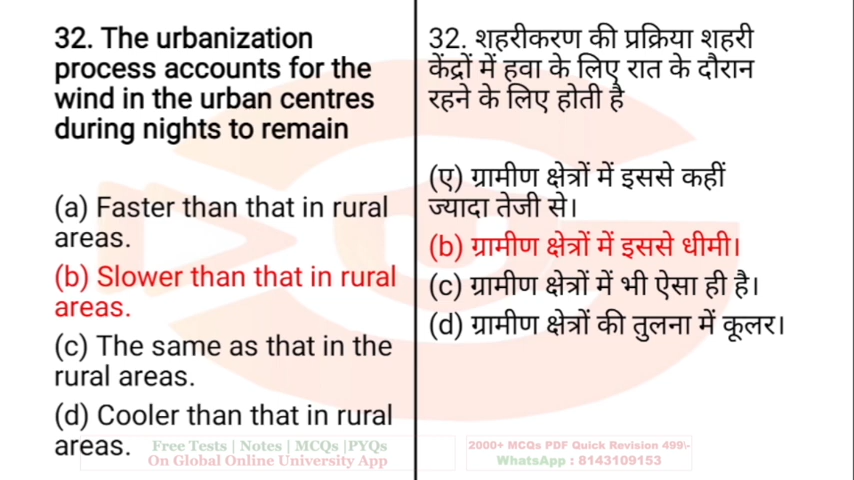 32. The urbanization
process accounts for the
wind in the urban centres
during nights to remain
(a) Faster than that in rural
areas.
(b) Slower than that in rural
areas.
(c) The same as that in the
rural areas.
(d) Cooler than that in rural
areas.
32. शहरीकरण की प्रक्रिया शहरी
केंद्रों में हवा के लिए रात के दौरान
रहने के लिए होती है
(ए) ग्रामीण क्षेत्रों में इससे कहीं
ज्यादा तेजी से।
(b) ग्रामीण क्षेत्रों में इससे धीमी।
(c) ग्रामीण क्षेत्रों में भी ऐसा ही है।
(d) ग्रामीण क्षेत्रों की तुलना में कूलर।
Free Tests | Notes | MCQs |PYQs
On Global Online University App
2000+ MCQs PDF Quick Revision 499\-
WhatsApp : 8143109153